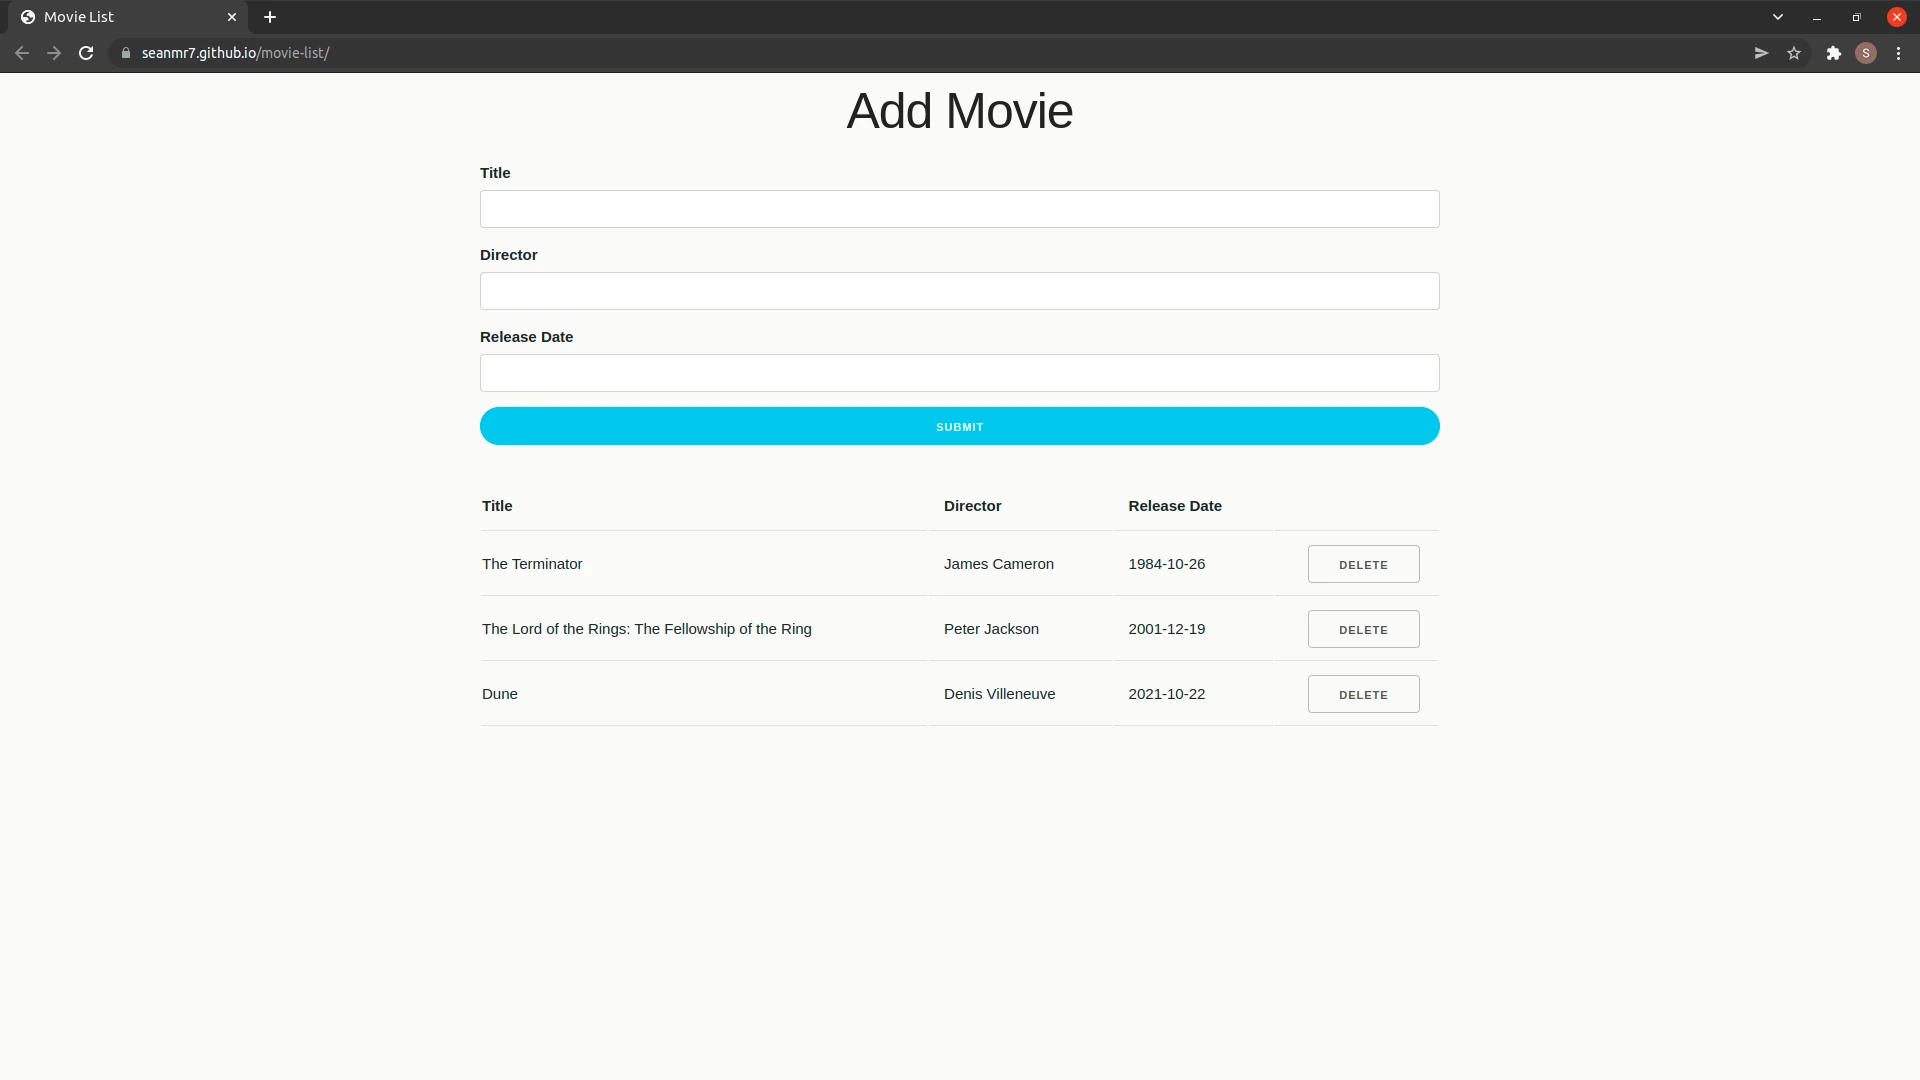 Movie List
seanmr7.github.io/movie-list/
S
Add Movie
Title
Director
Release Date
SUBMIT
Title Director Release Date
The Terminator James Cameron 1984-10-26 DELETE
The Lord of the Rings: The Fellowship of the Ring Peter Jackson 2001-12-19 DELETE
Dune Denis Villeneuve 2021-10-22 DELETE